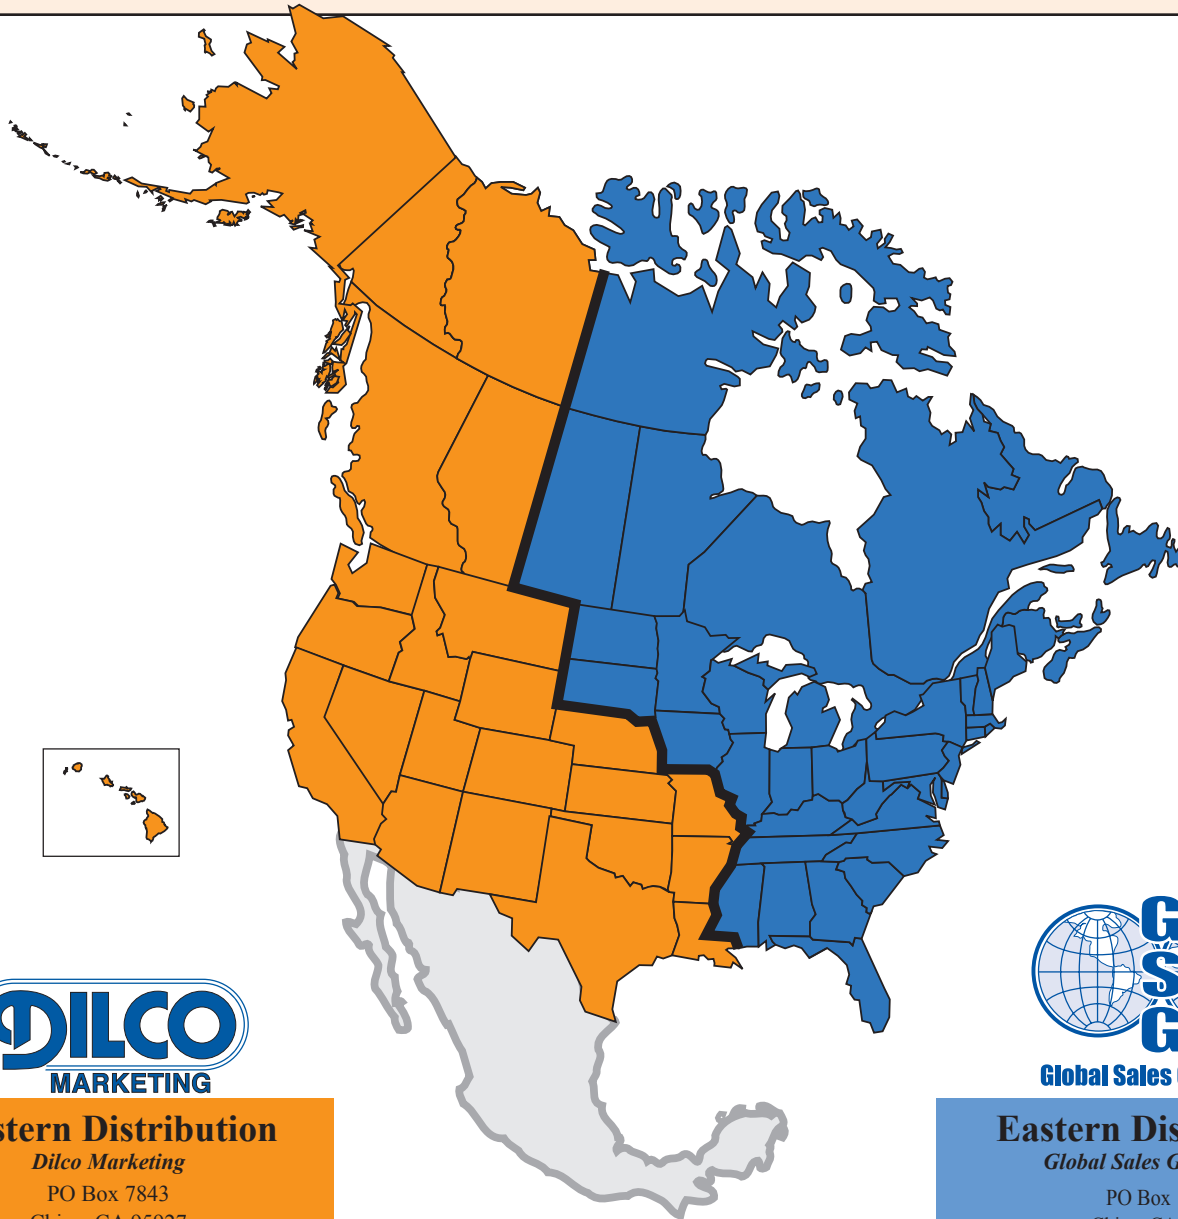 DILCO
MARKETING
stern Distribution
Dilco Marketing
PO Box 7843
G
S
G
Global Sales
Eastern Dis
Global Sales G
PO Box